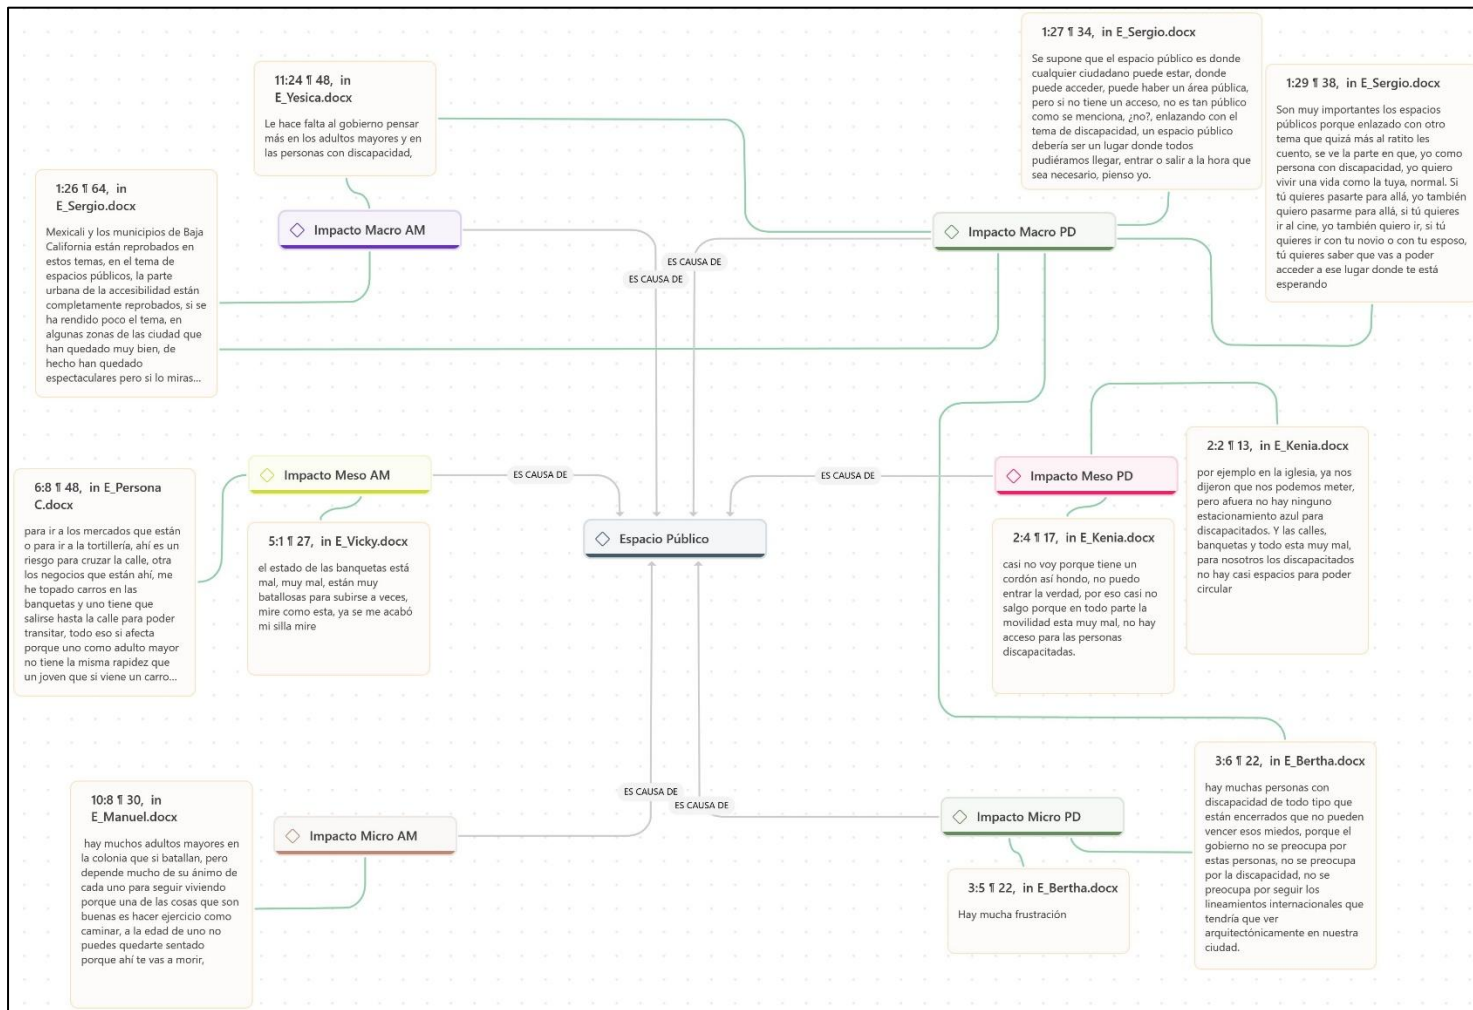 1:27 ¶ 34,  in E_Sergio.docx
Se supone que el espacio público es donde
cualquier ciudadano puede estar, donde
puede acceder, puede haber un área pública,
pero si no tiene un acceso, no es tan público
como se menciona, ¿no?, enlazando con el
tema de discapacidad, un espacio público
debería ser un lugar donde todos
pudiéramos llegar, entrar o salir a la hora que
sea necesario, pienso yo.
1:29 ¶ 38,  in E_Sergio.docx
Son muy importantes los espacios
públicos porque enlazado con otro
tema que quizá más al ratito les
cuento, se ve la parte en que, yo como
persona con discapacidad, yo quiero
vivir una vida como la tuya, normal. Si
tú quieres pasarte para allá, yo también
quiero pasarme para allá, si tú quieres
ir al cine, yo también quiero ir, si tú
quieres ir con tu novio o con tu esposo,
tú quieres saber que vas a poder
acceder a ese lugar donde te está
esperando
11:24 ¶ 48,  in
E_Yesica.docx
Le hace falta al gobierno pensar
más en los adultos mayores y en
las personas con discapacidad,
1:26 ¶ 64,  in
E_Sergio.docx
Mexicali y los municipios de Baja
California están reprobados en
estos temas, en el tema de
espacios públicos, la parte
urbana de la accesibilidad están
completamente reprobados, si se
ha rendido poco el tema, en
algunas zonas de las ciudad que
han quedado muy bien, de
hecho han quedado
espectaculares pero si lo miras...
Impacto Macro AM
Impacto Macro PD
ES CAUSA DE
ES CAUSA DE
Impacto Meso AM
ES CAUSA DE
ES CAUSA DE
Impacto Meso PD
2:2 ¶ 13,  in E_Kenia.docx
por ejemplo en la iglesia, ya nos
dijeron que nos podemos meter,
pero afuera no hay ningún
estacionamiento azul para
discapacitados. Y las calles,
banquetas y todo esta muy mal,
para nosotros los discapacitados
no hay casi espacios para poder
circular
6:8 ¶ 48,  in E_Persona
C.docx
para ir a los mercados que están
o para ir a la tortillería, ahí es un
riesgo para cruzar la calle, otra
los negocios que están ahí, me
he topado carros en las
banquetas y uno tiene que
salirse hasta la calle para poder
transitar, todo eso si afecta
porque uno como adulto mayor
no tiene la misma rapidez que
un joven que si viene un carro...
5:1 ¶ 27,  in E_Vicky.docx
el estado de las banquetas está
mal, muy mal, están muy
batallosas para subirse a veces,
mire como esta, ya se me acabó
mi silla mire
Espacio Público
2:4 ¶ 17,  in E_Kenia.docx
casi no voy porque tiene un
cordón así hondo, no puedo
entrar la verdad, por eso casi no
salgo porque en todo parte la
movilidad esta muy mal, no hay
acceso para las personas
discapacitadas.
10:8 ¶ 30,  in
E_Manuel.docx
hay muchos adultos mayores en
la colonia que si batallan, pero
depende mucho de su ánimo de
cada uno para seguir viviendo
porque una de las cosas que son
buenas es hacer ejercicio como
caminar, a la edad de uno no
puedes quedarte sentado
porque ahí te vas a morir,
Impacto Micro AM
ES CAUSA DE
ES CAUSA DE
Impacto Micro PD
3:5 ¶ 22,  in E_Bertha.docx
Hay mucha frustración
3:6 ¶ 22,  in E_Bertha.docx
hay muchas personas con
discapacidad de todo tipo que
están encerrados que no pueden
vencer esos miedos, porque el
gobierno no se preocupa por
estas personas, no se preocupa
por la discapacidad, no se
preocupa por seguir los
lineamientos internacionales que
tendría que ver
arquitectónicamente en nuestra
ciudad.